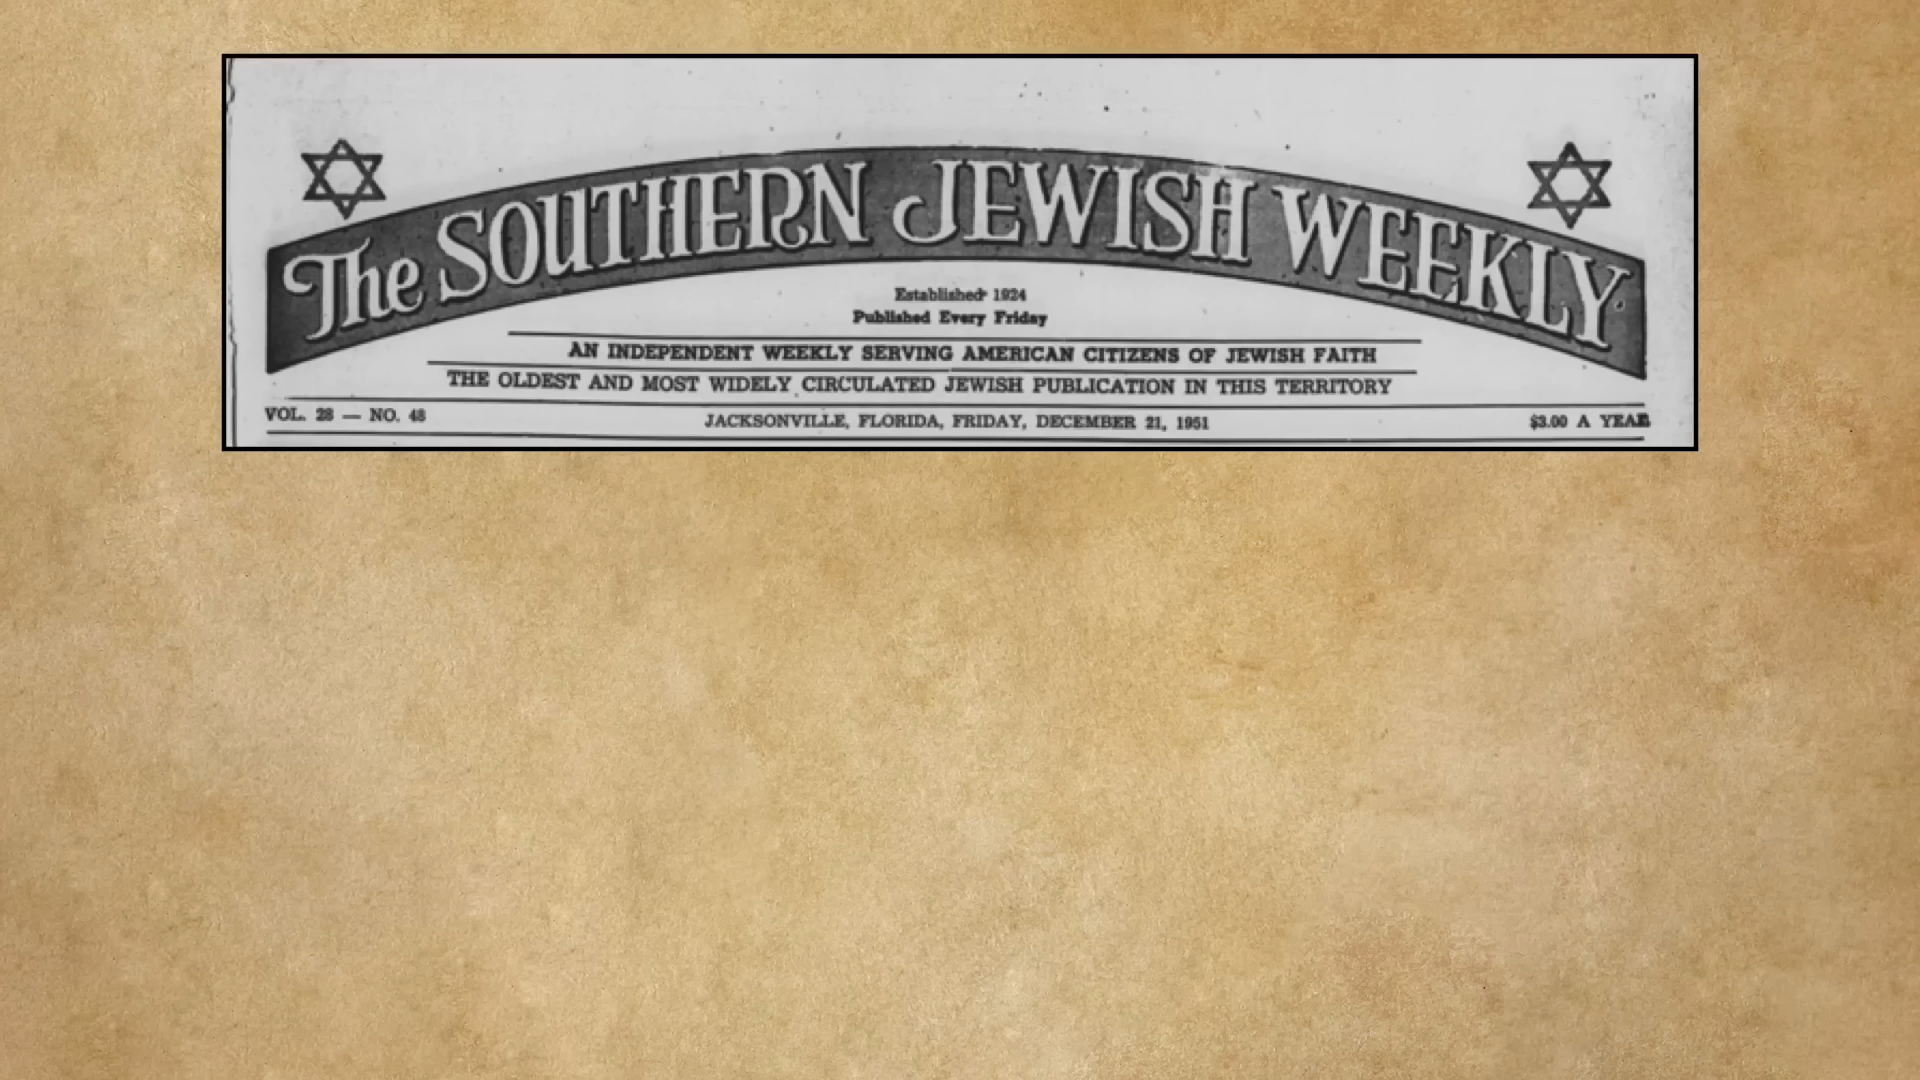 The SOUTHERN JEWISH WEEKLY
Established 1924
Published Every Friday
AN INDEPENDENT WEEKLY SERVING AMERICAN CITIZENS OF JEWISH FAITH
THE OLDEST AND MOST WIDELY CIRCULATED JEWISH PUBLICATION IN THIS TERRITORY
VOL. 28 — NO. 48 JACKSONVILLE, FLORIDA, FRIDAY, DECEMBER 21, 1951 $3.00 A YEAR